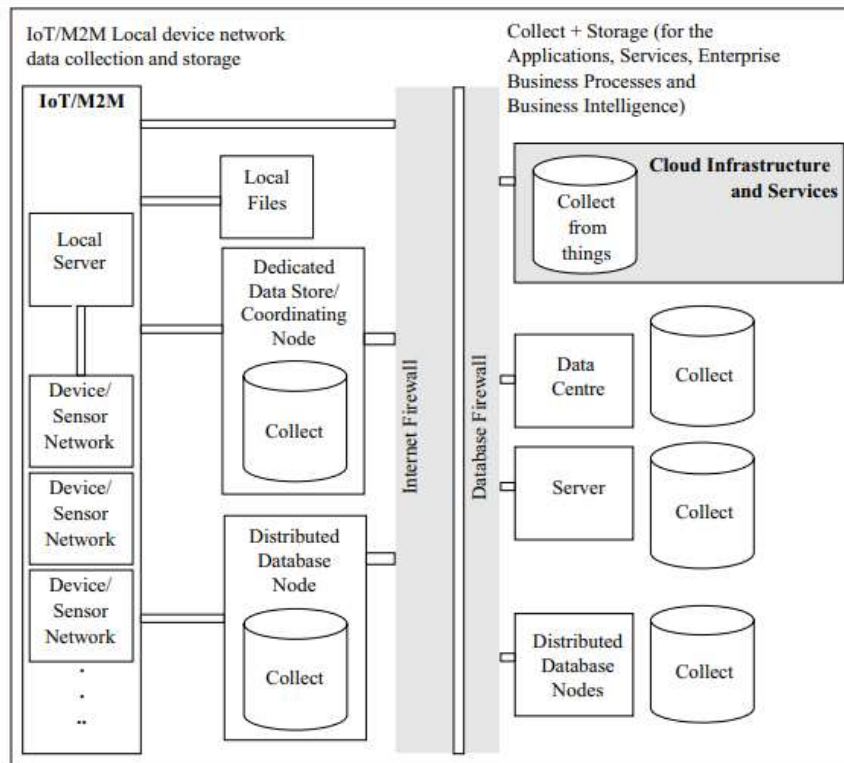 IoT/M2M Local device network
data collection and storage
Collect + Storage (for the
Applications, Services, Enterprise
Business Processes and
Business Intelligence)
IoT/M2M
Local
Server
Device/
Sensor
Network
Device/
Sensor
Network
Device/
Sensor
Network
.
.
..
Local
Files
Dedicated
Data Store/
Coordinating
Node
Collect
Distributed
Database
Node
Collect
Internet Firewall
Database Firewall
Cloud Infrastructure
and Services
Collect
from
things
Data
Centre
Collect
Server
Collect
Distributed
Database
Nodes
Collect